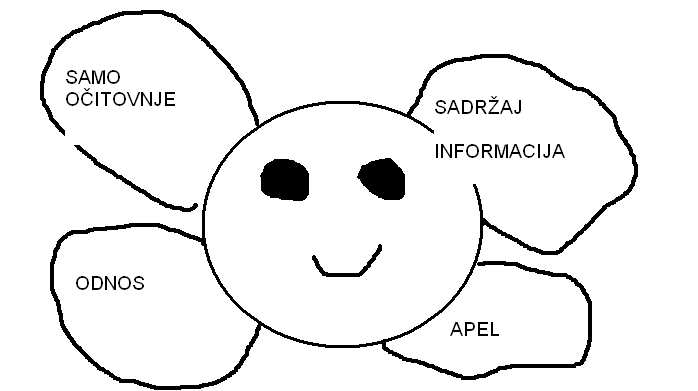 SAMO
OČITOVNJE
SADRŽAJ
INFORMACIJA
ODNOS
APEL